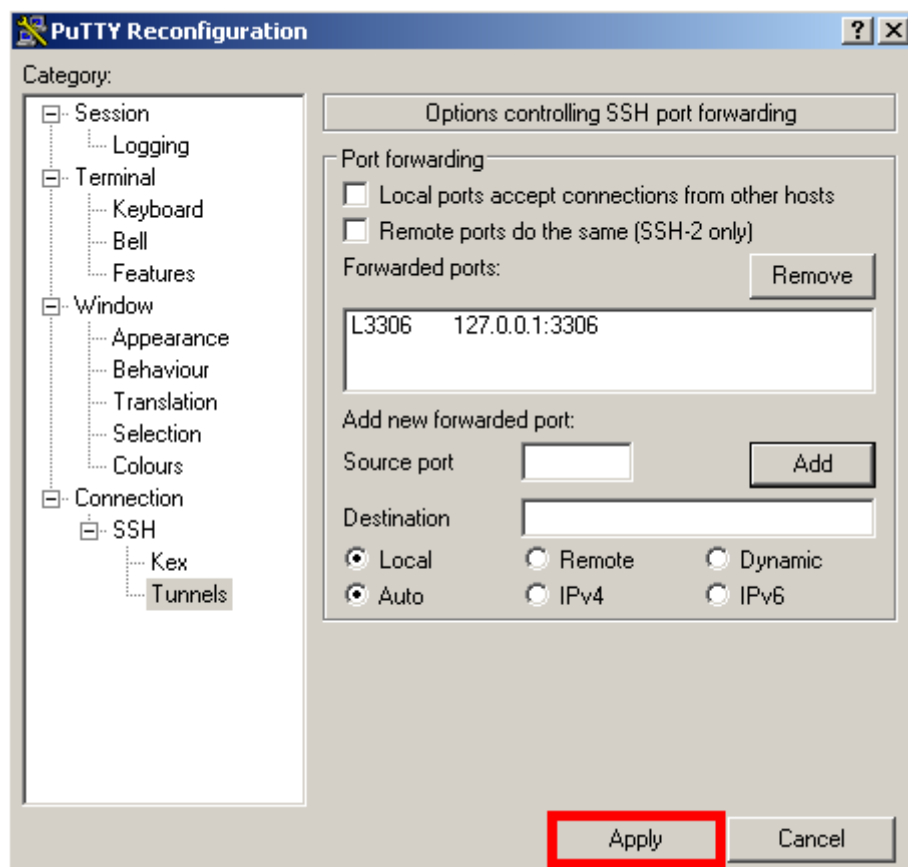 PuTTY Reconfiguration
Category:
Session
Logging
Terminal
Keyboard
Bell
Features
Window
Appearance
Behaviour
Translation
Selection
Colours
Connection
SSH
Kex
Tunnels
Options controlling SSH port forwarding
Port forwarding
Local ports accept connections from other hosts
Remote ports do the same (SSH-2 only)
Forwarded ports:
Remove
L3306 127.0.0.1:3306
Add new forwarded port:
Source port
Add
Destination
Local Remote Dynamic
Auto IPv4 IPv6
Apply Cancel